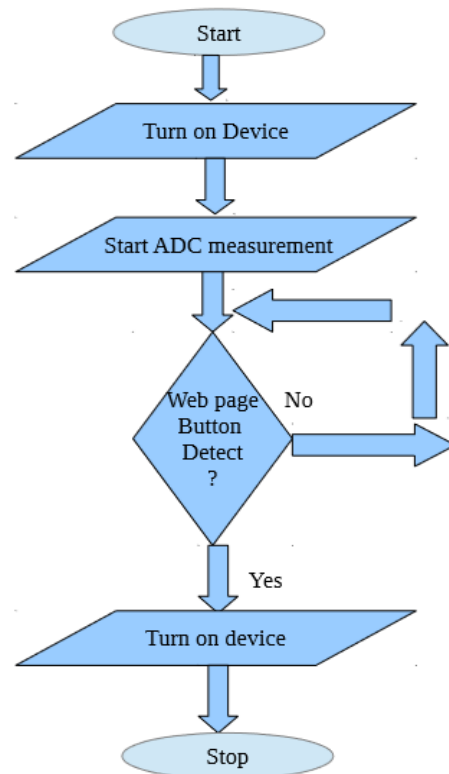 Start
Turn on Device
Start ADC measurement
Web page
Button
Detect
?
No
Yes
Turn on device
Stop